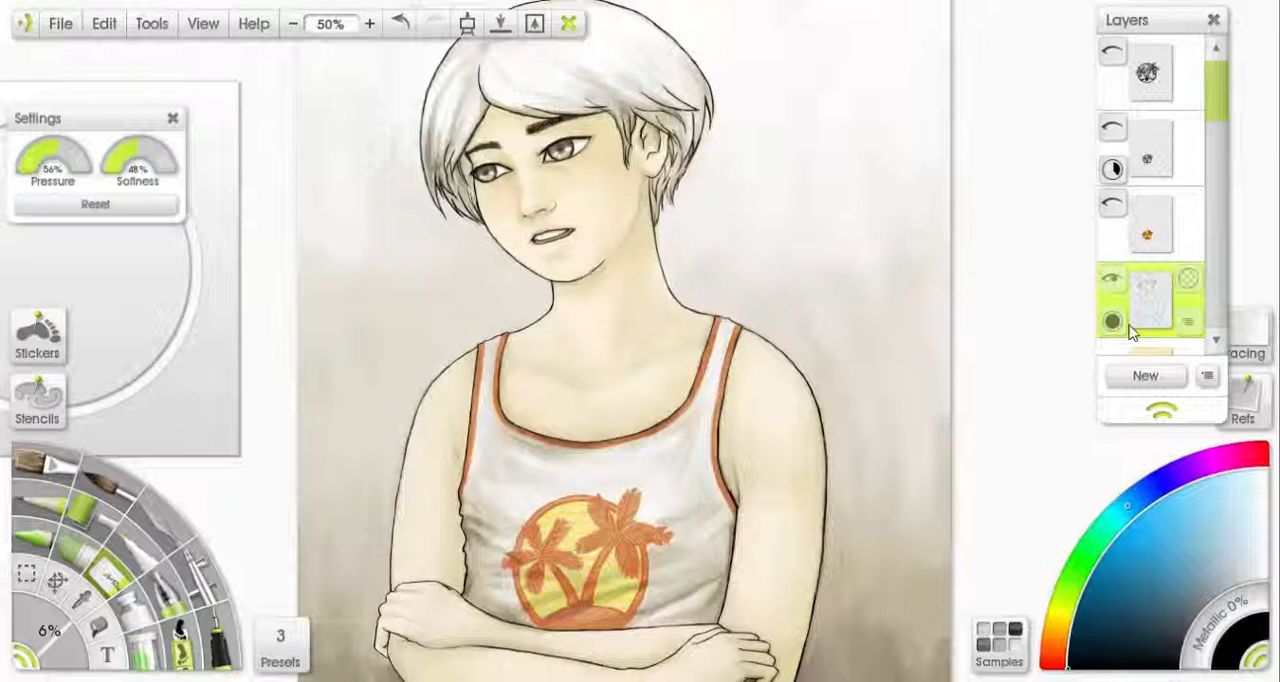 File Edit Tools View Help − 50% +
Layers
Settings
56% 48%
Pressure Softness
Reset
Stickers
Stencils
acing
New
Refs
6%
T
3
Presets
Metallic 0%
Samples